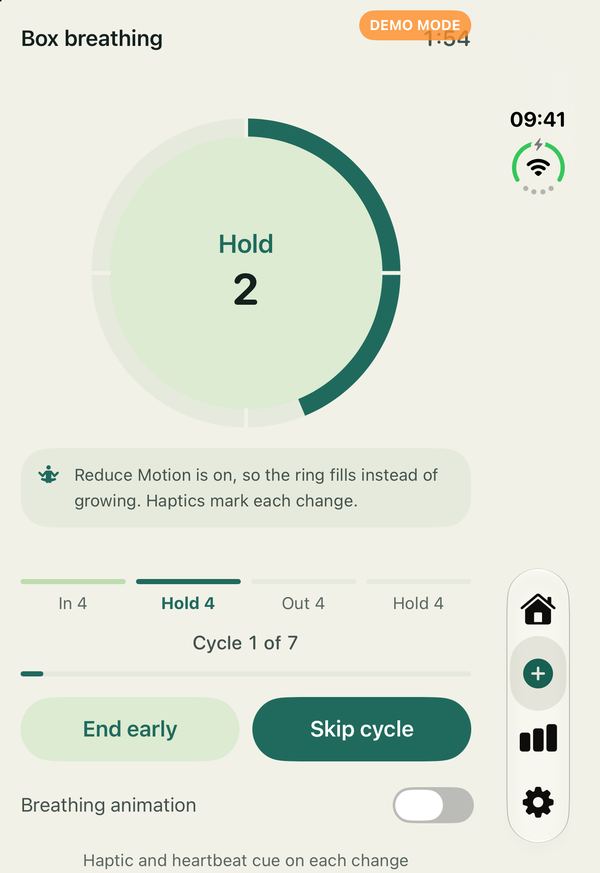 DEMO MODE
Box breathing
1:54
09:41
Hold
2
Reduce Motion is on, so the ring fills instead of
growing. Haptics mark each change.
In 4
Hold 4
Out 4
Hold 4
Cycle 1 of 7
End early
Skip cycle
Breathing animation
Haptic and heartbeat cue on each change